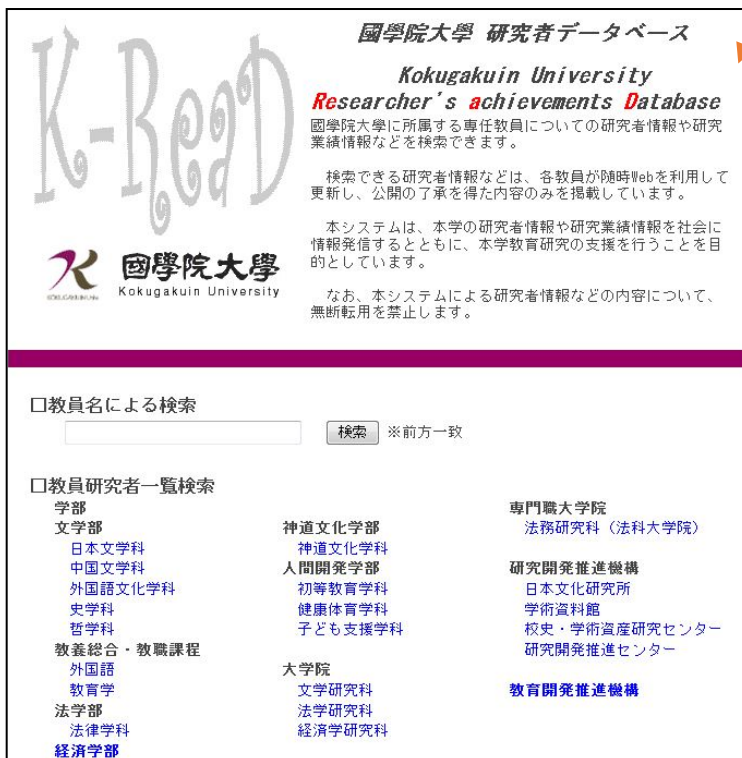 K-ReaD
國學院大學 研究者データベース
Kokugakuin University
Researcher's achievements Database
國學院大學に所属する専任教員についての研究者情報や研究
業績情報などを検索できます。
検索できる研究者情報などは、各教員が随時Webを利用して
更新し、公開の了承を得た内容のみを掲載しています。
本システムは、本学の研究者情報や研究業績情報を社会に
情報発信するとともに、本学教育研究の支援を行うことを目
的としています。
なお、本システムによる研究者情報などの内容について、
無断転用を禁止します。
國學院大學
Kokugakuin University
KOKUGAKUIN Univ.
口教員名による検索
検索 ※前方一致
口教員研究者一覧検索
学部
文学部
日本文学科
中国文学科
外国語文化学科
史学科
哲学科
教養総合・教職課程
外国語
教育学
法学部
法律学科
経済学部
神道文化学部
神道文化学科
人間開発学部
初等教育学科
健康体育学科
子ども支援学科
大学院
文学研究科
法学研究科
経済学研究科
専門職大学院
法務研究科（法科大学院）
研究開発推進機構
日本文化研究所
学術資料館
校史・学術資産研究センター
研究開発推進センター
教育開発推進機構